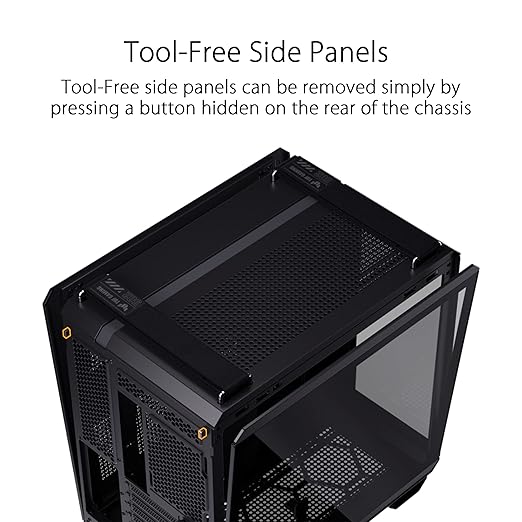 Tool-Free Side Panels
Tool-Free side panels can be removed simply by
pressing a button hidden on the rear of the chassis